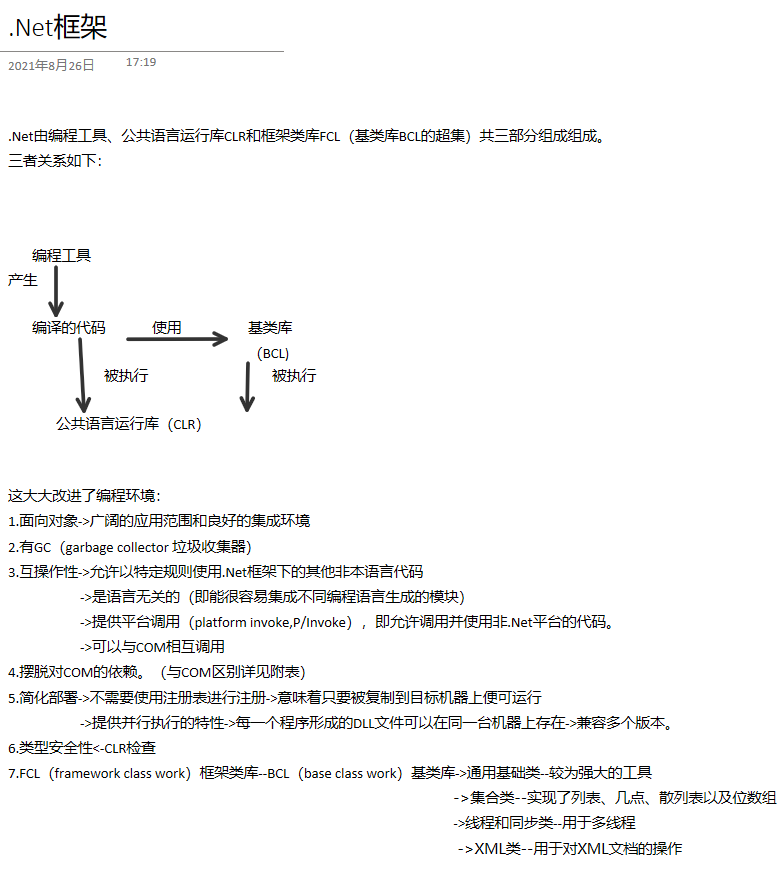 .Net框架
2021年8月26日 17:19
.Net由编程工具、公共语言运行库CLR和框架类库FCL（基类库BCL的超集）共三部分组成组成。
三者关系如下：
编程工具
产生
编译的代码 使用 基类库
（BCL）
被执行 被执行
公共语言运行库（CLR）
这大大改进了编程环境：
1.面向对象->广阔的应用范围和良好的集成环境
2.有GC（garbage collector 垃圾收集器）
3.互操作性->允许以特定规则使用.Net框架下的其他非本语言代码
->是语言无关的（即能很容易集成不同编程语言生成的模块）
->提供平台调用（platform invoke,P/Invoke），即允许调用并使用非.Net平台的代码。
->可以与COM相互调用
4.摆脱对COM的依赖。（与COM区别详见附表）
5.简化部署->不需要使用注册表进行注册->意味着只要被复制到目标机器上便可运行
->提供并行执行的特性->每一个程序形成的DLL文件可以在同一台机器上存在->兼容多个版本。
6.类型安全性<-CLR检查
7.FCL（framework class work）框架类库--BCL（base class work）基类库->通用基础类--较为强大的工具
->集合类--实现了列表、几点、散列表以及位数组
->线程和同步类--用于多线程
->XML类--用于对XML文档的操作